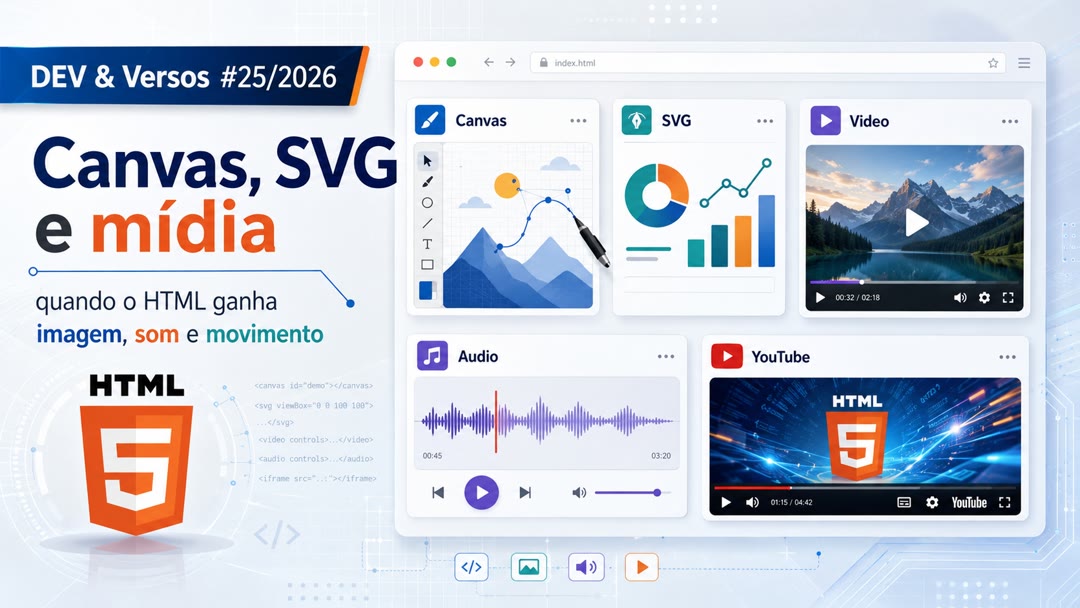 DEV & Versos #25/2026
Canvas, SVG
e mídia
quando o HTML ganha
imagem, som e movimento
HTML
5
<canvas id="demo"></canvas>
<svg viewBox="0 0 100 100">
...</svg>
<video controls>...</video>
<audio controls>...</audio>
<iframe src="..."></iframe>
</>
index.html
Canvas
T
SVG
Video
00:32 / 02:18
Audio
00:45
03:20
YouTube
HTML
5
01:15 / 04:42
YouTube
</>